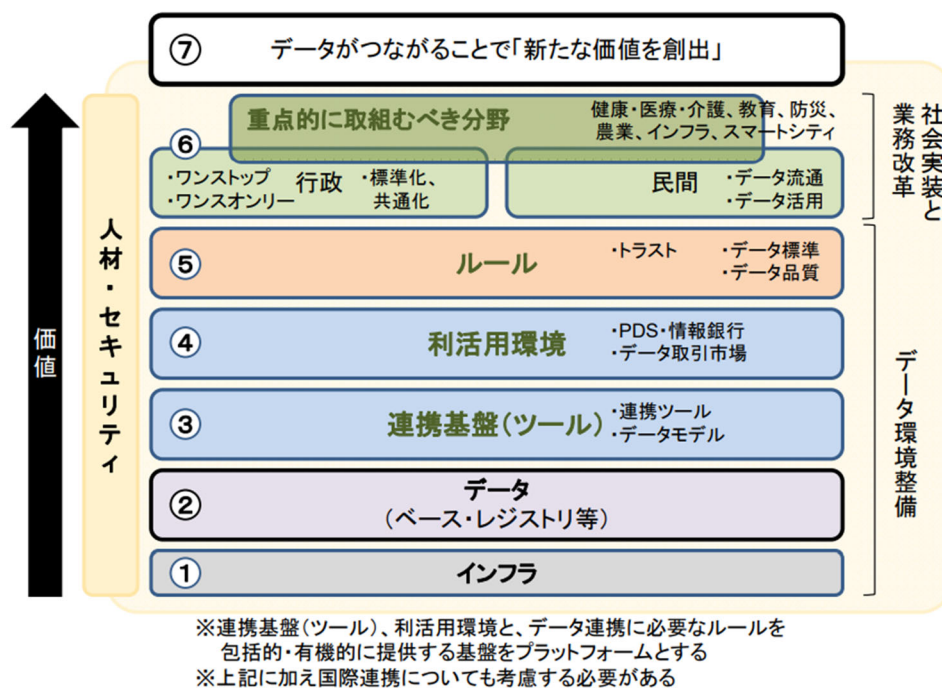 ⑦ データがつながることで「新たな価値を創出」
重点的に取組むべき分野
健康・医療・介護、教育、防災、
農業、インフラ、スマートシティ
⑥
・ワンストップ
・ワンスオンリー
行政
・標準化、
共通化
民間
・データ流通
・データ活用
⑤ ルール
・トラスト
・データ標準
・データ品質
④ 利活用環境
・PDS・情報銀行
・データ取引市場
③ 連携基盤(ツール)
・連携ツール
・データモデル
② データ
(ベース・レジストリ等)
① インフラ
価値
人材・セキュリティ
社会実装と
業務改革
データ環境整備
※連携基盤(ツール)、利活用環境と、データ連携に必要なルールを
包括的・有機的に提供する基盤をプラットフォームとする
※上記に加え国際連携についても考慮する必要がある